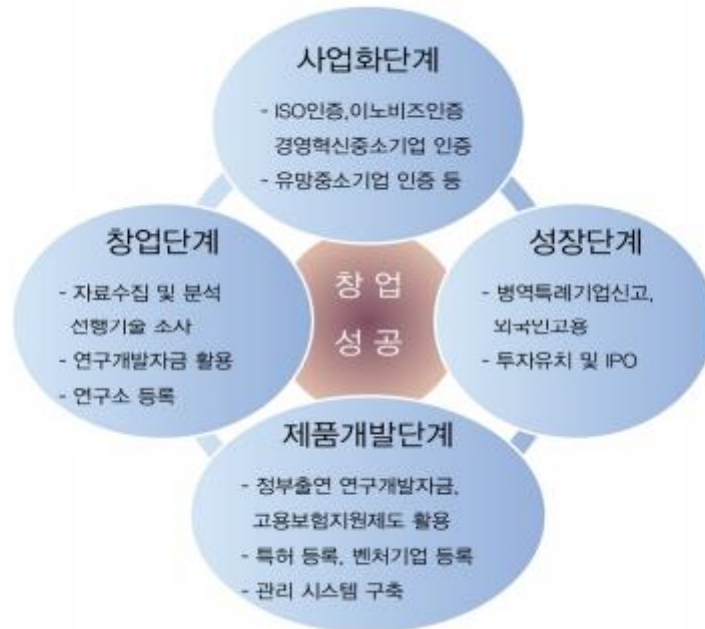 사업화단계
- ISO인증,이노비즈인증
경영혁신중소기업 인증
- 유망중소기업 인증 등
창업단계
- 자료수집 및 분석
선행기술 소사
- 연구개발자금 활용
- 연구소 등록
창 업
성 공
성장단계
- 병역특례기업신고,
외국인고용
- 투자유치 및 IPO
제품개발단계
- 정부출연 연구개발자금,
고용보험지원제도 활용
- 특허 등록, 벤처기업 등록
- 관리 시스템 구축